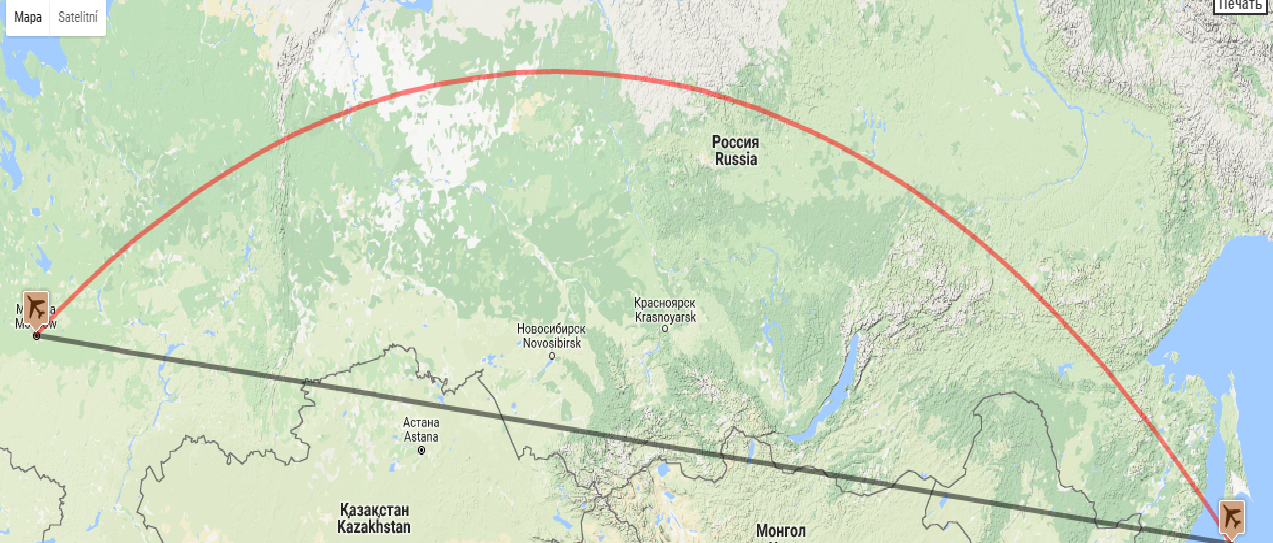 Mapa
Satelitní
Печать
Россия
Russia
Красноярск
Krasnoyarsk
Новосибирск
Novosibirsk
Астана
Astana
Қазақстан
Kazakhstan
Монгол